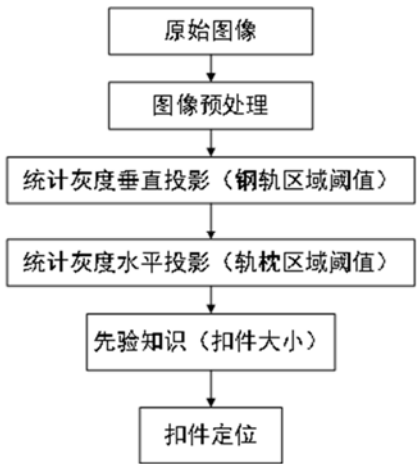 原始图像
图像预处理
统计灰度垂直投影（钢轨区域阈值）
统计灰度水平投影（轨枕区域阈值）
先验知识（扣件大小）
扣件定位